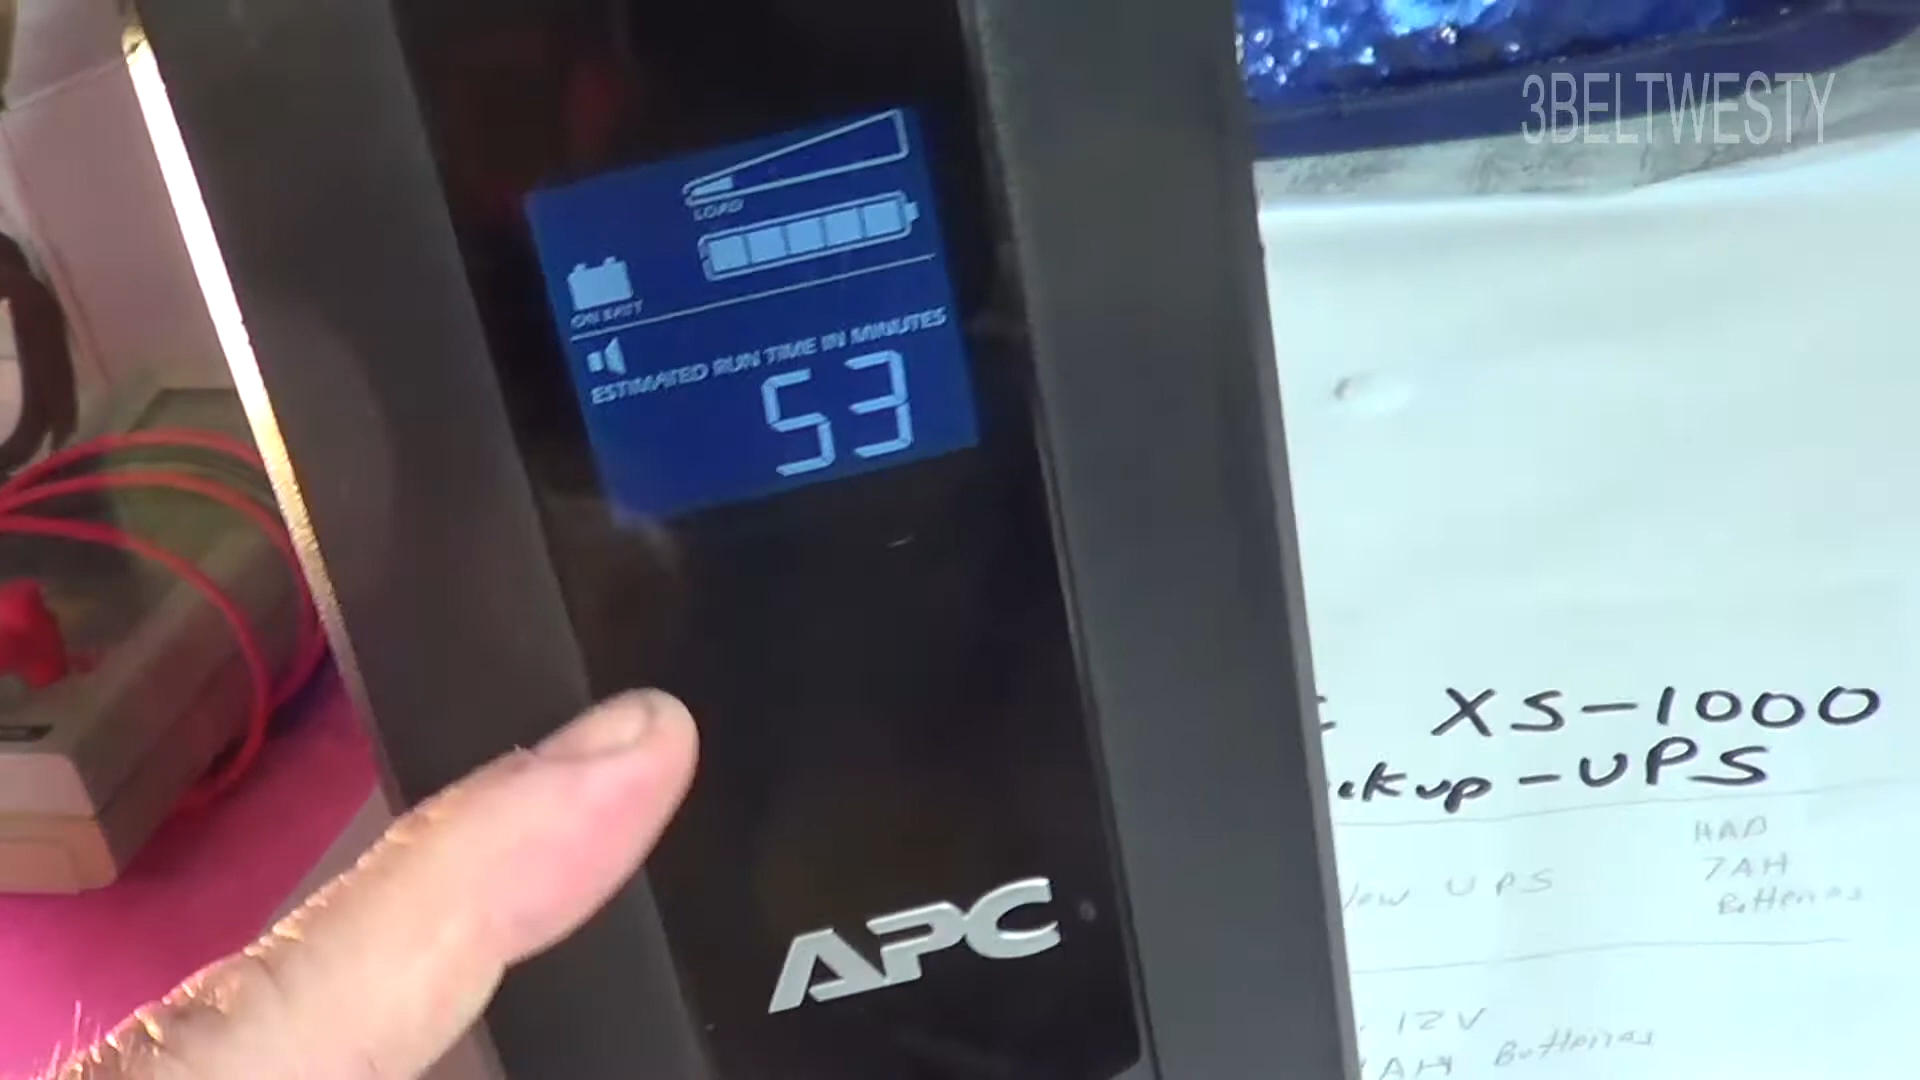 3BELTWESTY
LOAD
ON BATT
ESTIMATED RUN TIME IN MINUTES
53
APC
XS-1000
ckup-UPS
HAD
7AH
Batteries
UPS
12V
AH Batteries